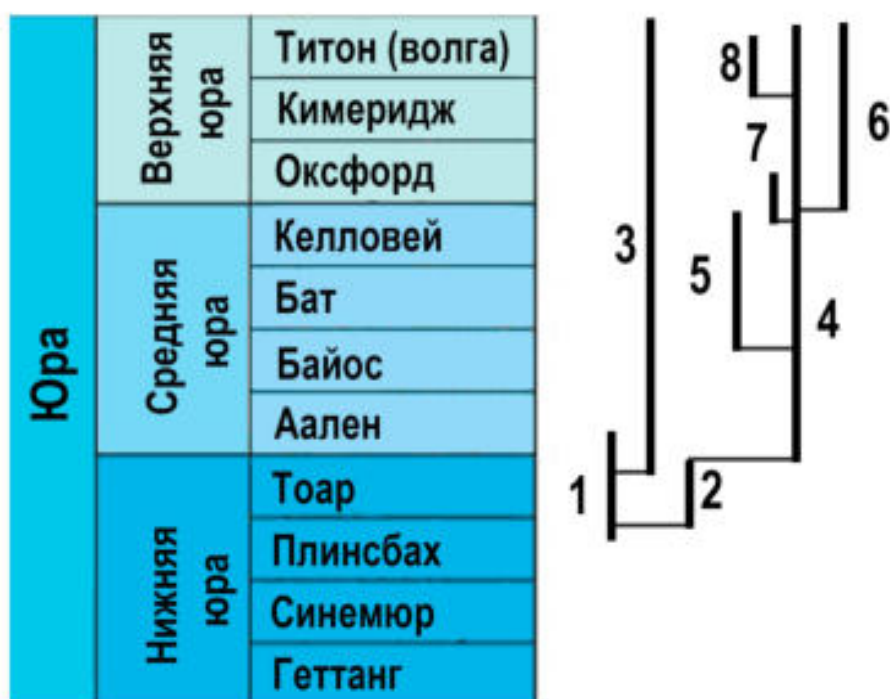 Юра
Верхняя
юра
Титон (волга)
Кимеридж
Оксфорд
Средняя
юра
Келловей
Бат
Байос
Аален
Нижняя
юра
Тоар
Плинсбах
Синемюр
Геттанг
8
7
6
3
5
4
1
2